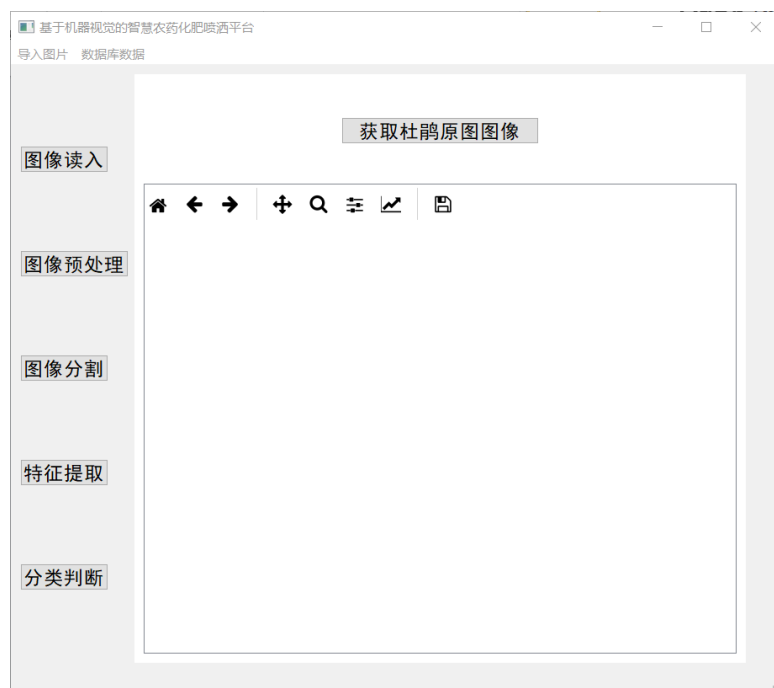 基于机器视觉的智慧农药化肥喷洒平台
导入图片 数据库数据
获取杜鹃原图图像
图像读入
图像预处理
图像分割
特征提取
分类判断